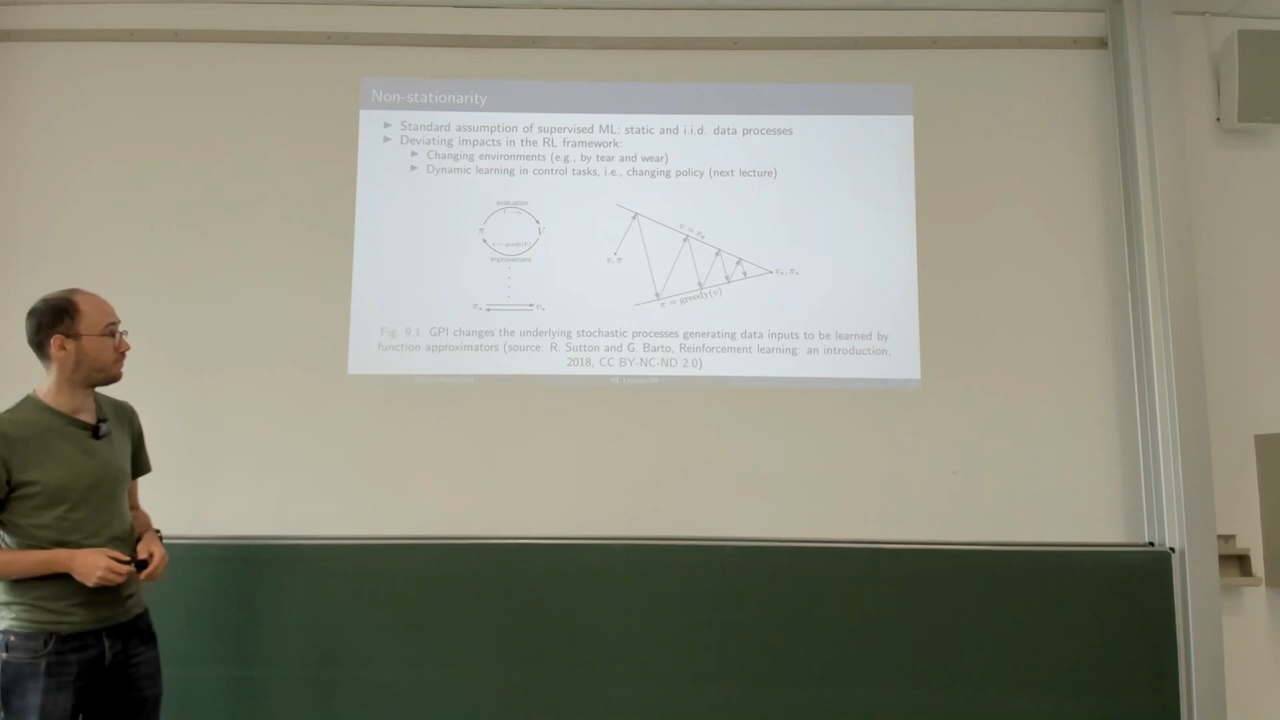 Non-stationarity
Standard assumption of supervised ML: static and i.i.d. data processes
Deviating impacts in the RL framework:
Changing environments (e.g., by tear and wear)
Dynamic learning in control tasks, i.e., changing policy (next lecture)
evaluation
π
V
π→greedy(V)
improvement
π* v*
v = vπ
v, π
v*, π*
π = greedy(v)
Fig. 9.1: GPI changes the underlying stochastic processes generating data inputs to be learned by
function approximators (source: R. Sutton and G. Barto, Reinforcement learning: an introduction,
2018, CC BY-NC-ND 2.0)